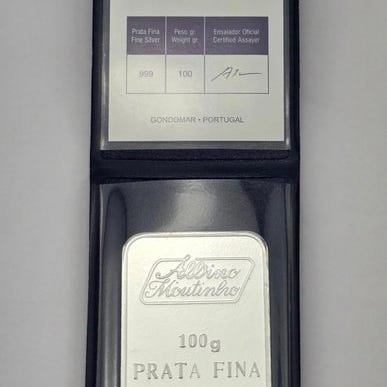 Prata Fina Peso gr. Ensaiador Oficial
Fine Silver Weight gr. Certified Assayer
999 100
GONDOMAR • PORTUGAL
Albino
Moutinho
100g
PRATA FINA